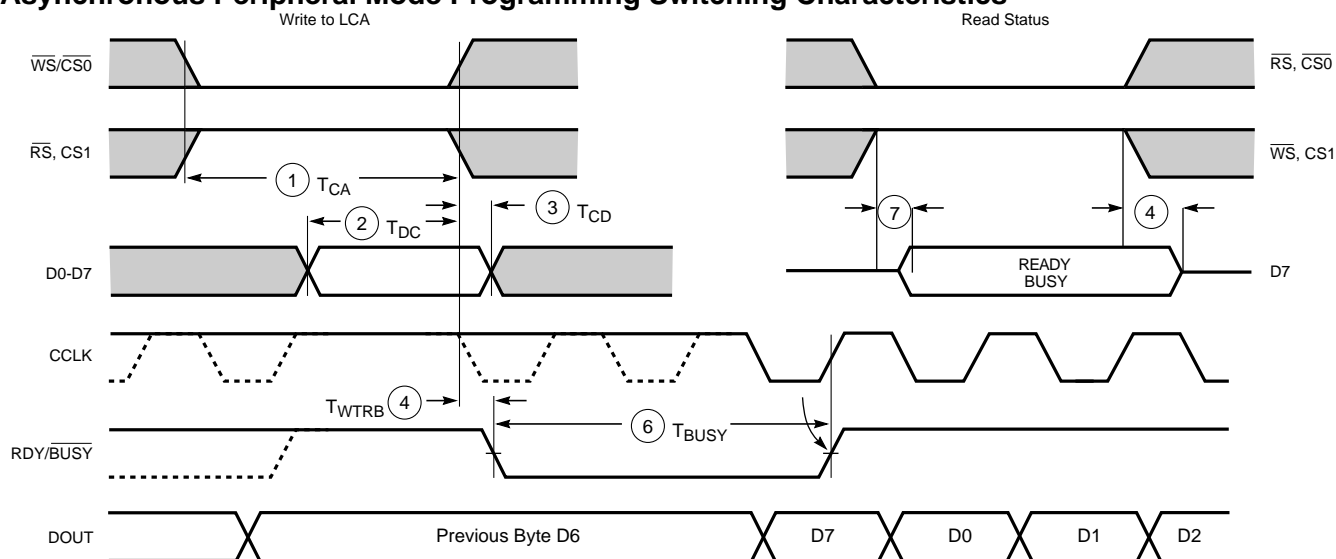 Asynchronous Peripheral Mode Programming Switching Characteristics
Write to LCA
Read Status
WS/CS0
RS, CS0
RS, CS1
WS, CS1
1 TCA
2 TDC
3 TCD
7
4
D0-D7
READY
BUSY
D7
CCLK
TWTRB 4
6 TBUSY
RDY/BUSY
DOUT
Previous Byte D6
D7
D0
D1
D2